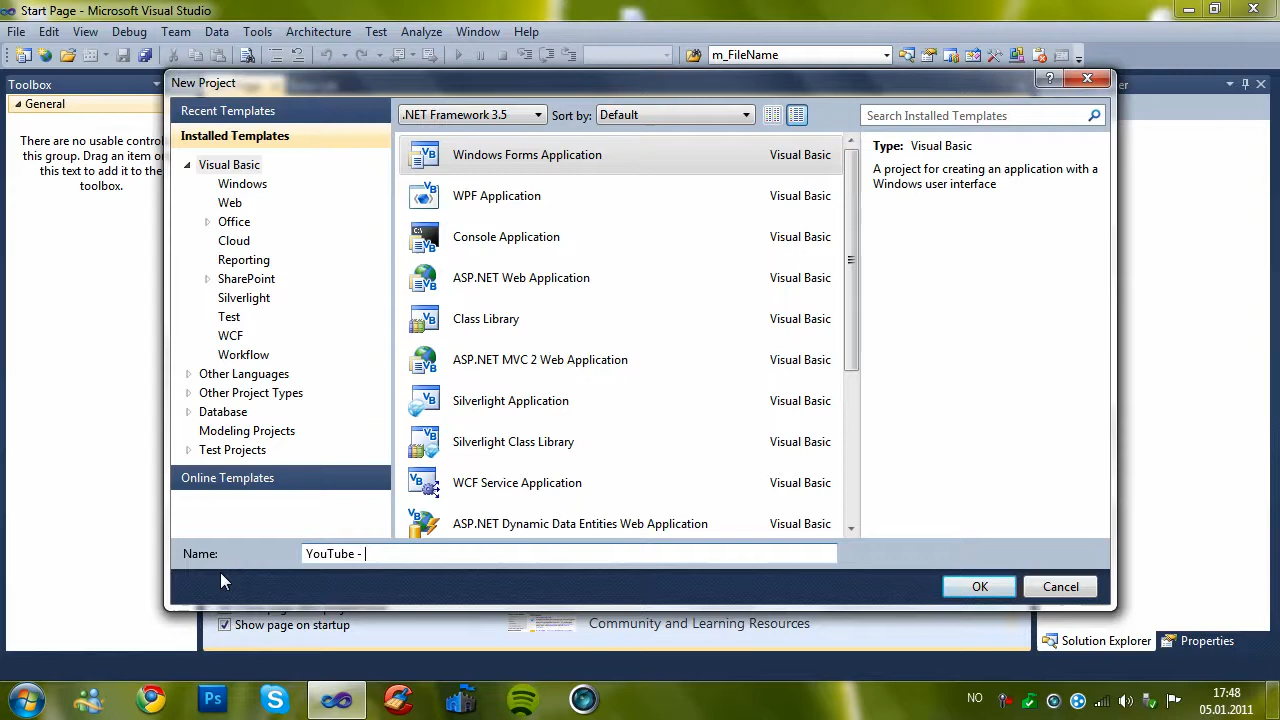 Start Page - Microsoft Visual Studio
File Edit View Debug Team Data Tools Architecture Test Analyze Window Help
m_FileName
Toolbox
General
There are no usable control
this group. Drag an item on
this text to add it to the
toolbox.
New Project
Recent Templates
Installed Templates
Visual Basic
Windows
Web
Office
Cloud
Reporting
SharePoint
Silverlight
Test
WCF
Workflow
Other Languages
Other Project Types
Database
Modeling Projects
Test Projects
Online Templates
.NET Framework 3.5 Sort by: Default
Windows Forms Application Visual Basic
WPF Application Visual Basic
Console Application Visual Basic
ASP.NET Web Application Visual Basic
Class Library Visual Basic
ASP.NET MVC 2 Web Application Visual Basic
Silverlight Application Visual Basic
Silverlight Class Library Visual Basic
WCF Service Application Visual Basic
ASP.NET Dynamic Data Entities Web Application Visual Basic
Search Installed Templates
Type: Visual Basic
A project for creating an application with a
Windows user interface
Name: YouTube -
OK Cancel
Show page on startup
Community and Learning Resources
Solution Explorer Properties
NO
17:48
05.01.2011